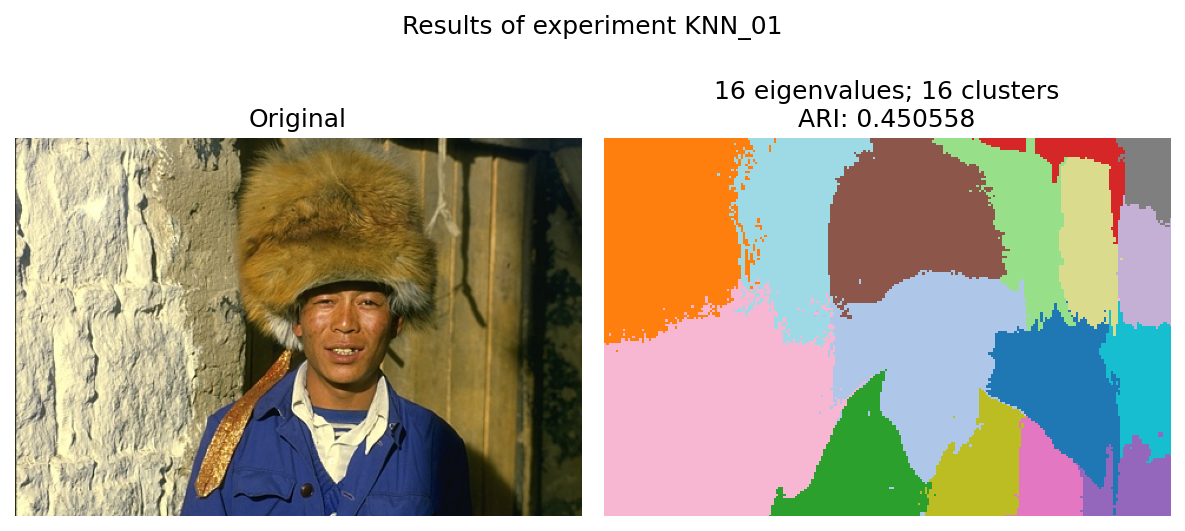 Results of experiment KNN_01
Original
16 eigenvalues; 16 clusters
ARI: 0.450558